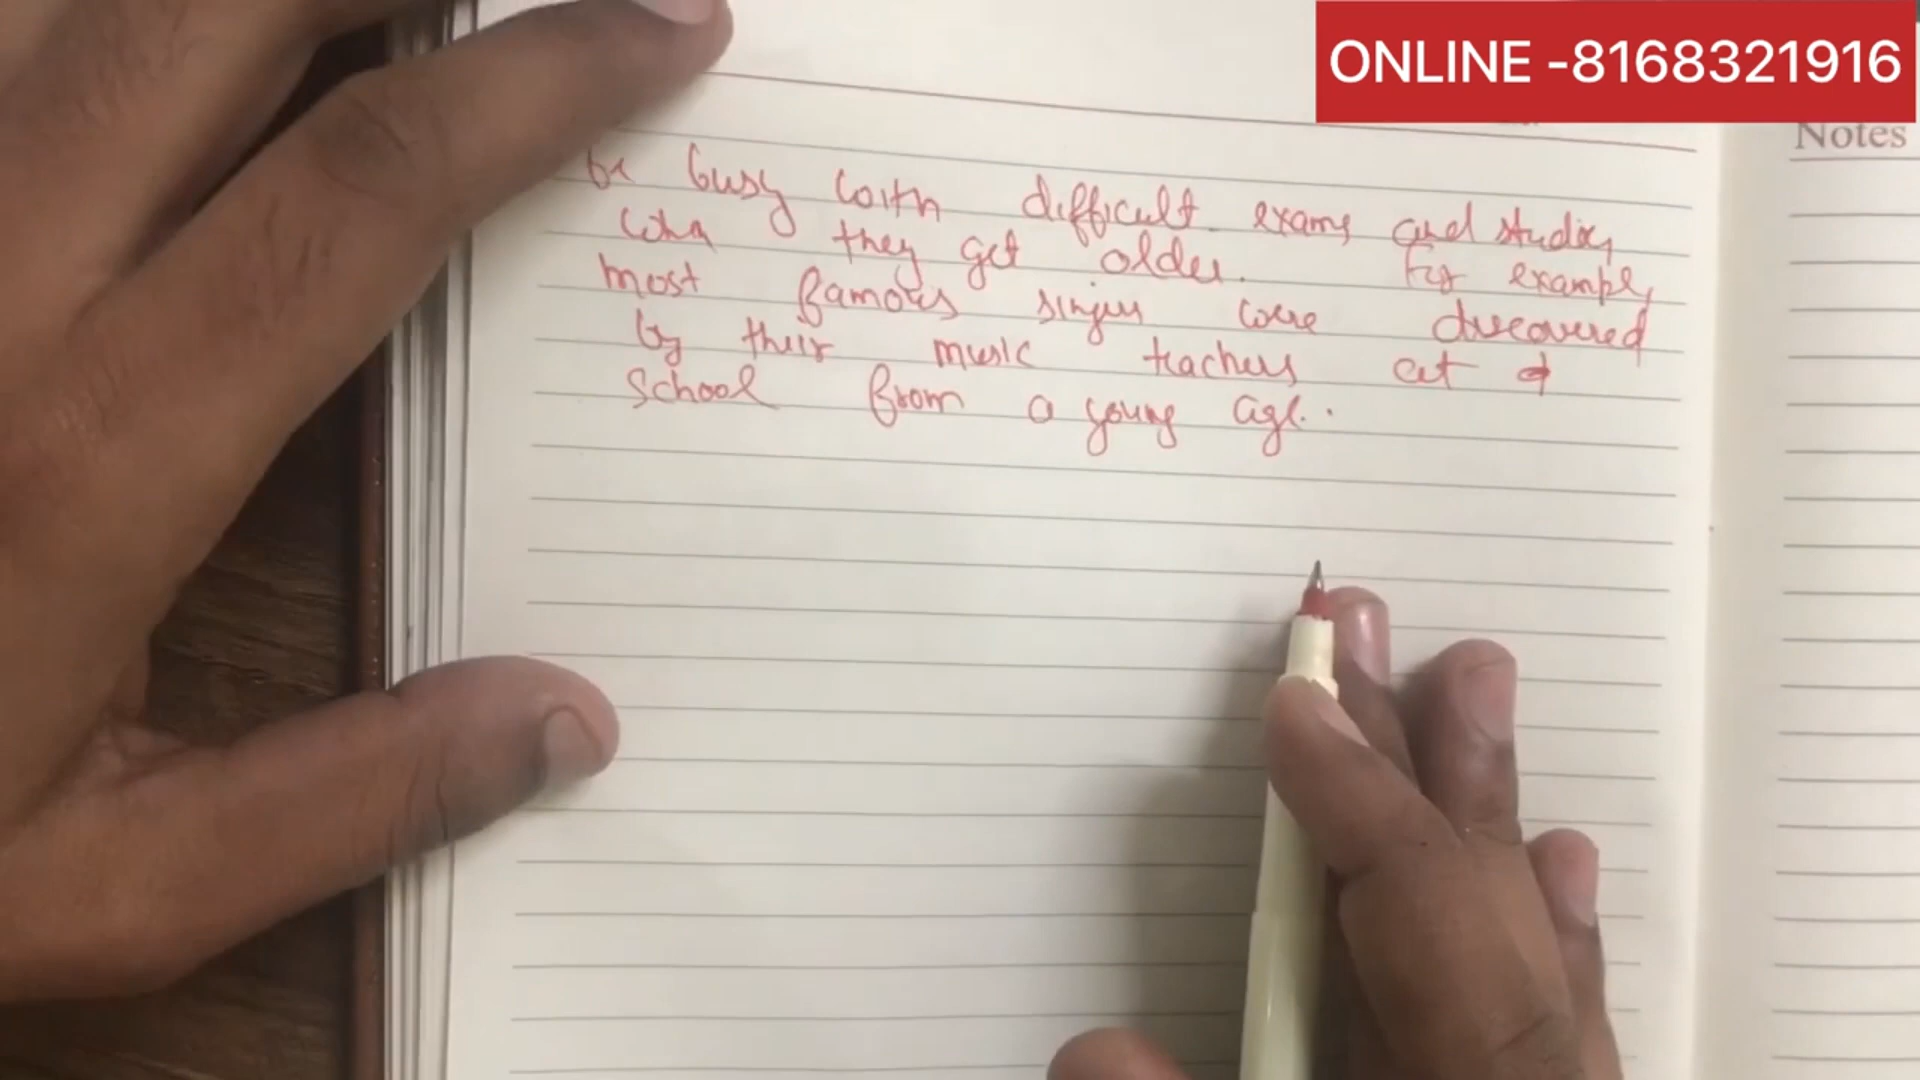 ONLINE -8168321916
Notes
be busy with difficult exams and studies
when they get older. For example,
most famous singers were discovered
by their music teachers at
school from a young age.